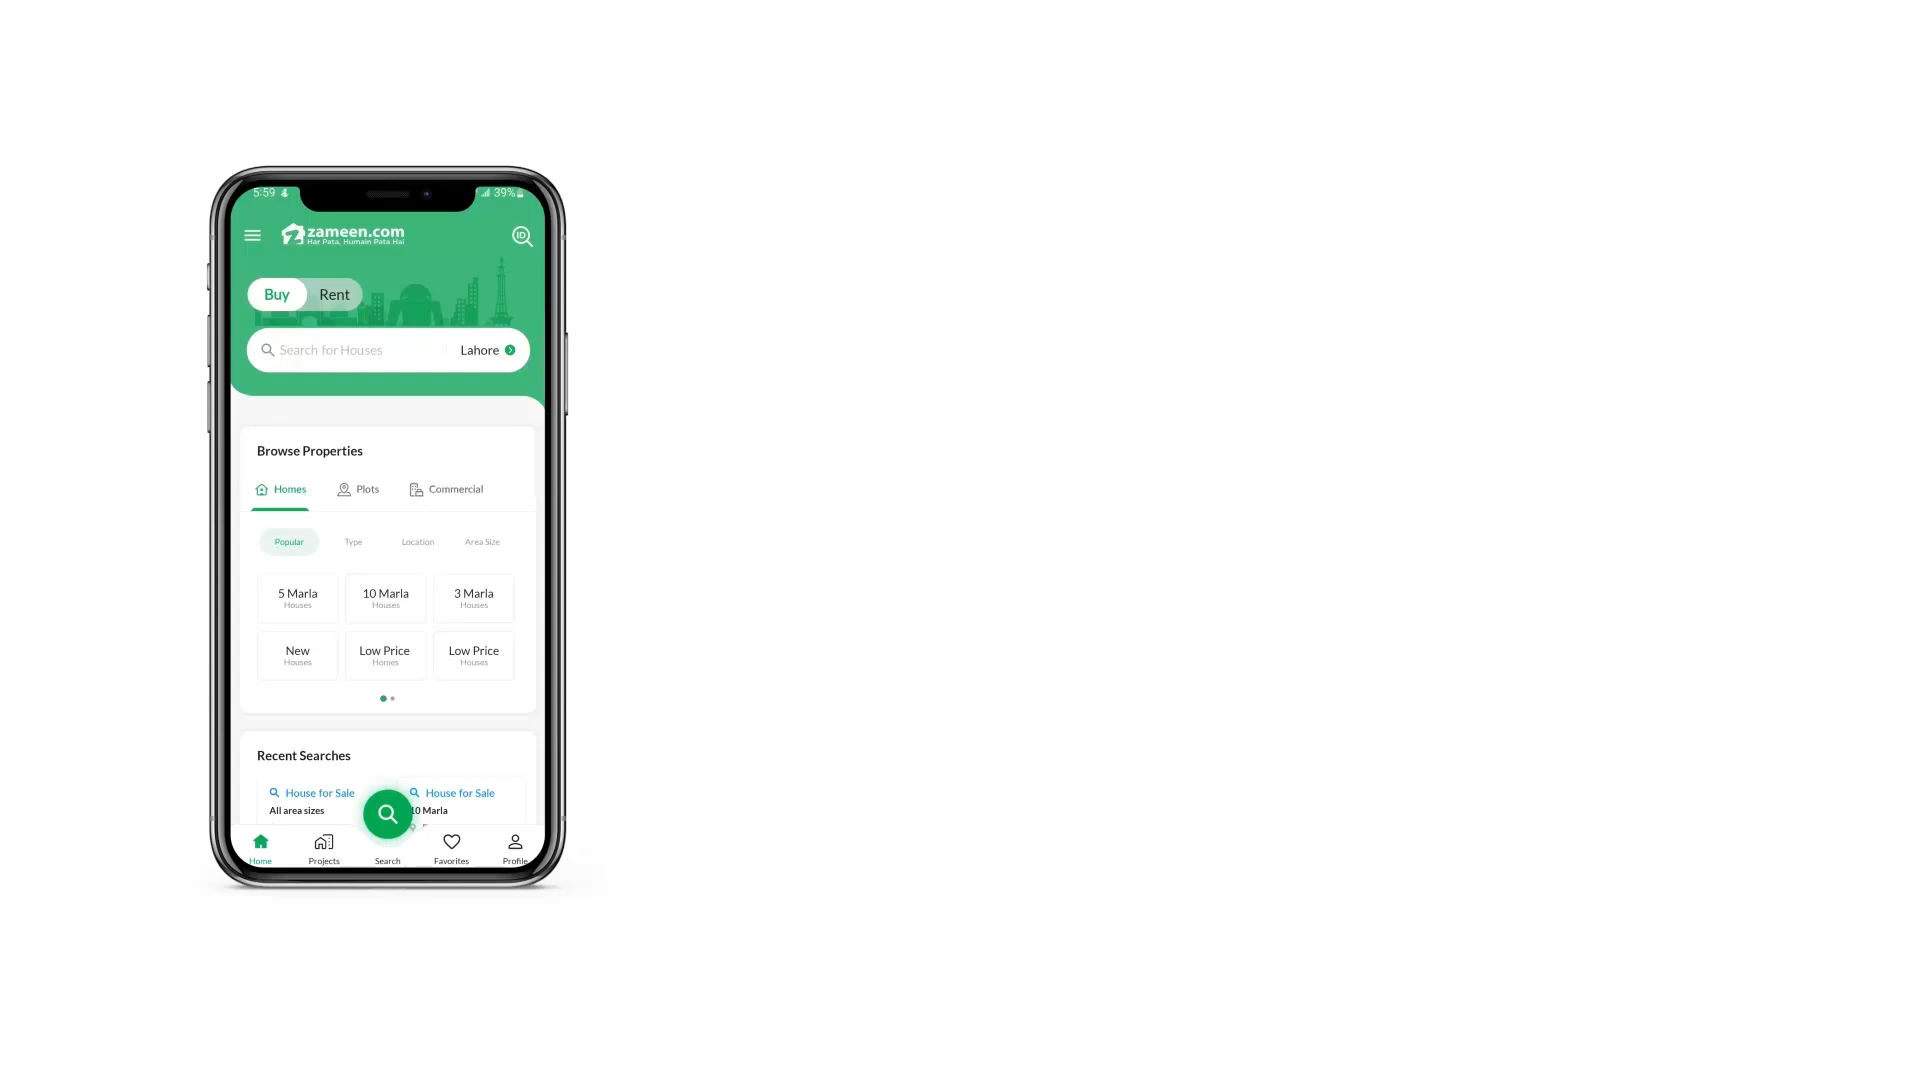 5:59
39%
zameen.com
Har Pata, Humain Pata Hai
ID
Buy Rent
Search for Houses Lahore
Browse Properties
Homes Plots Commercial
Popular Type Location Area Size
5 Marla 10 Marla 3 Marla
Houses Houses Houses
New Low Price Low Price
Houses Homes Houses
Recent Searches
House for Sale House for Sale
All area sizes 10 Marla
Home Projects Search Favorites Profile